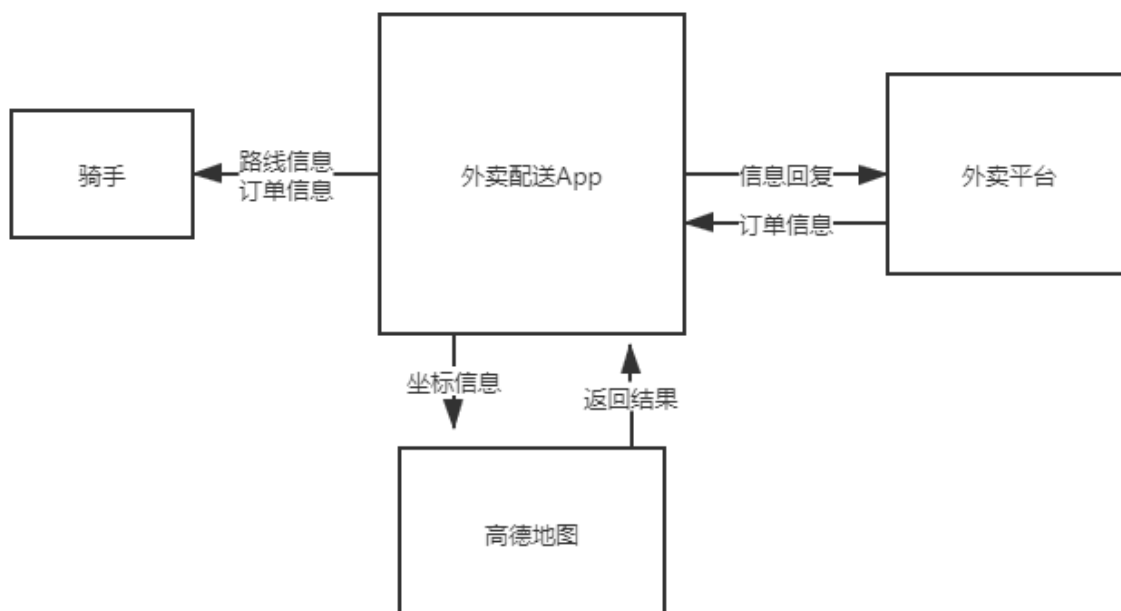 骑手
路线信息
订单信息
外卖配送App
信息回复
订单信息
外卖平台
坐标信息
返回结果
高德地图